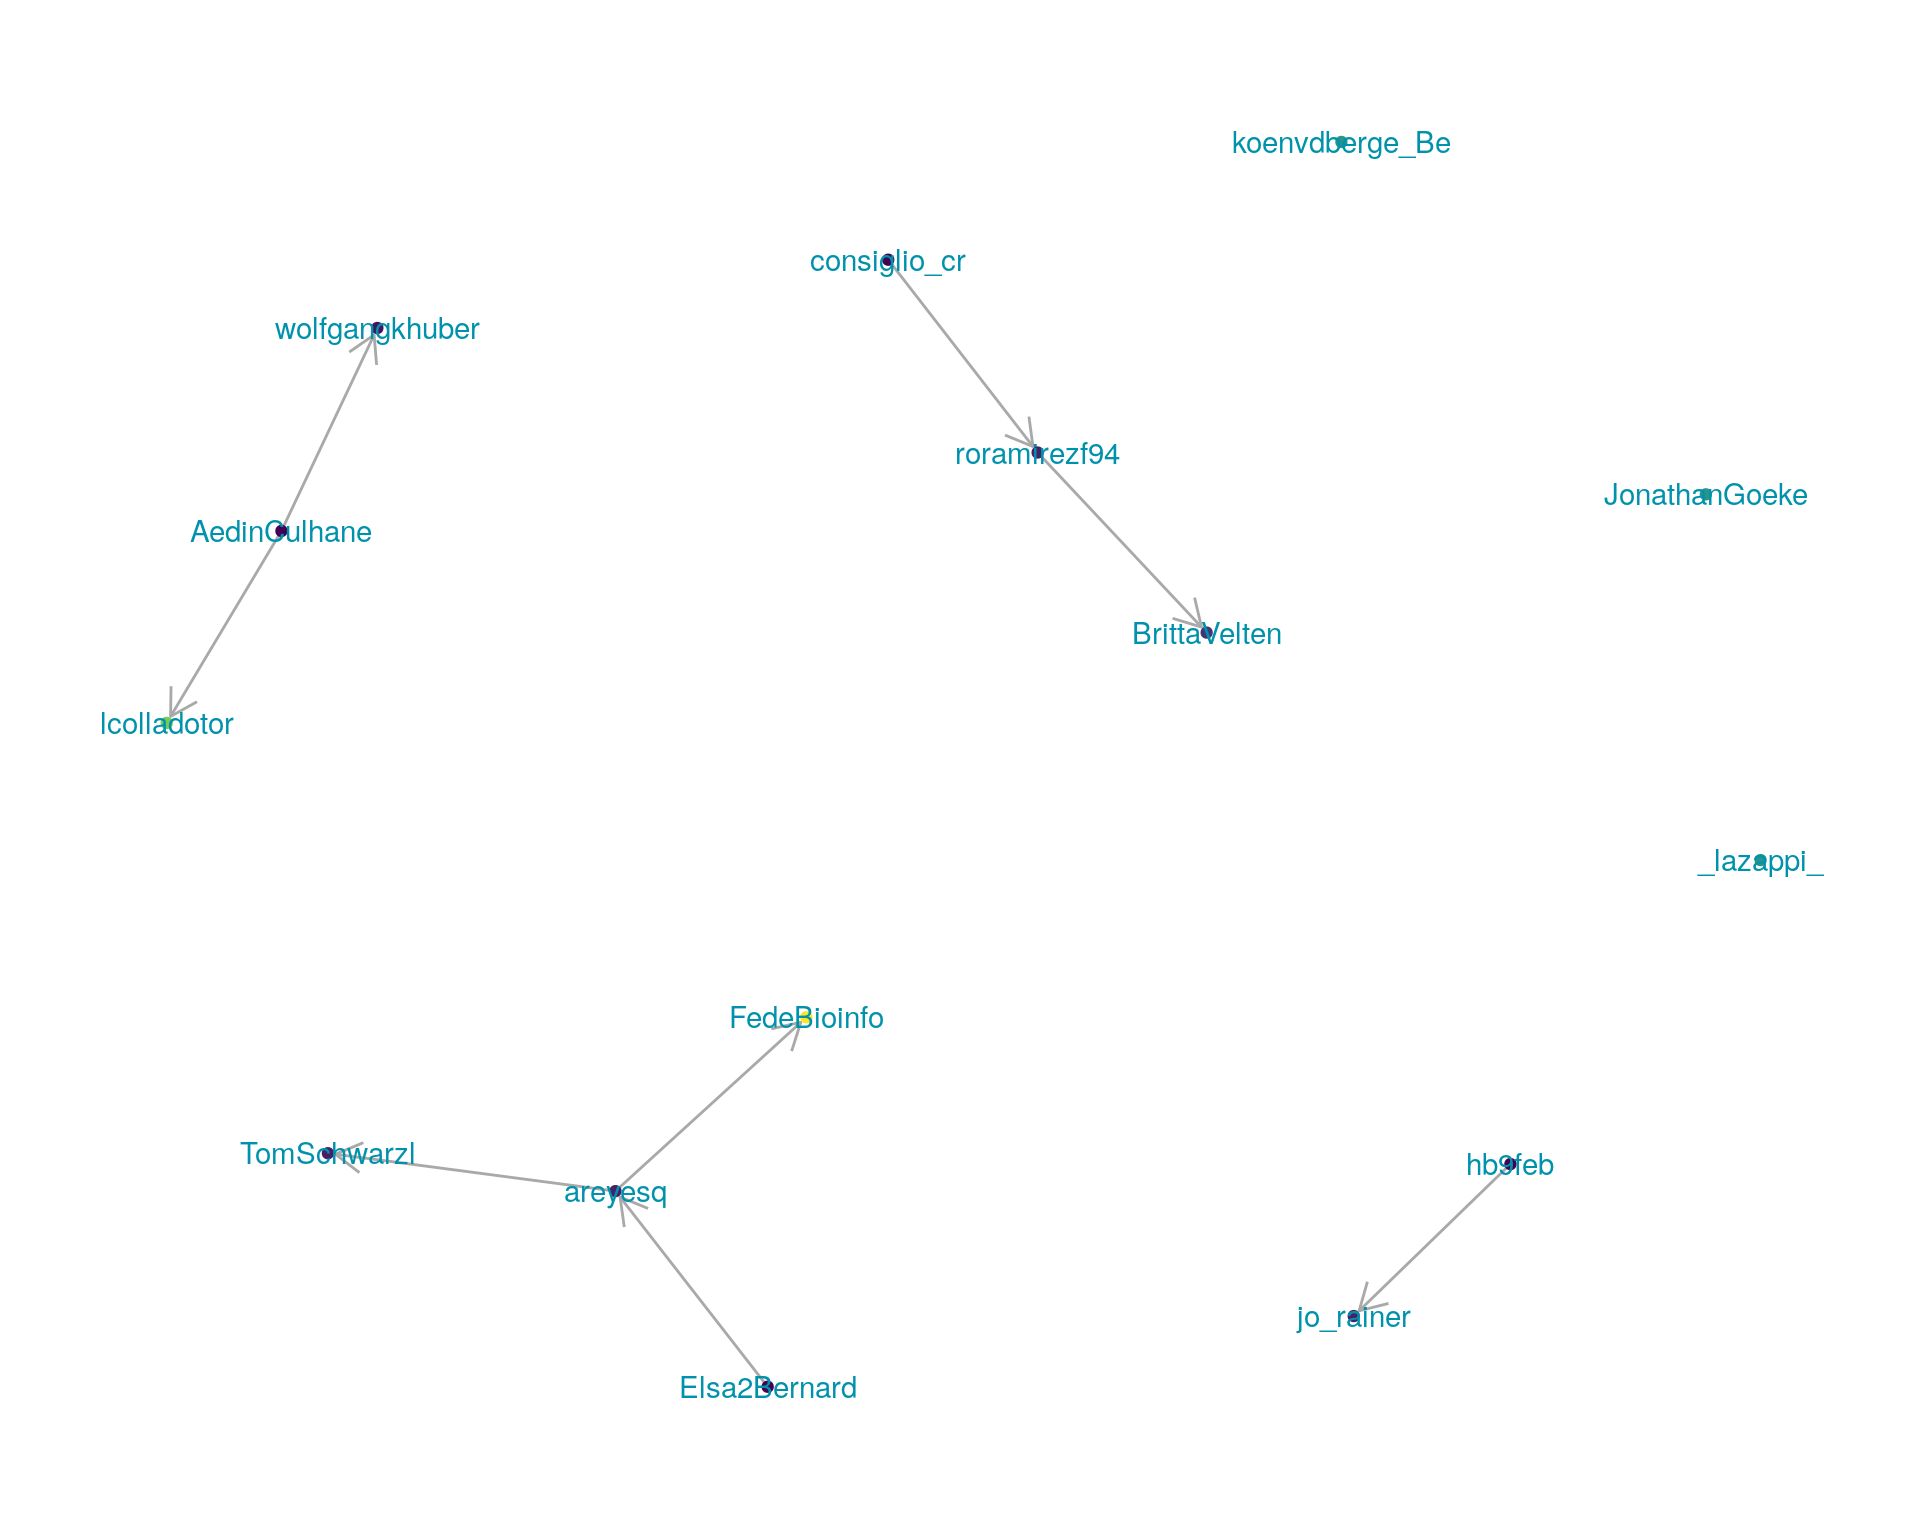 koenvdberge_Be
consiglio_cr
wolfgangkhuber
roramirezf94
JonathanGoeke
AedinCulhane
BrittaVelten
lcolladotor
_lazappi_
FedeBioinfo
TomSchwarzl
hb9feb
areyesq
jo_rainer
Elsa2Bernard